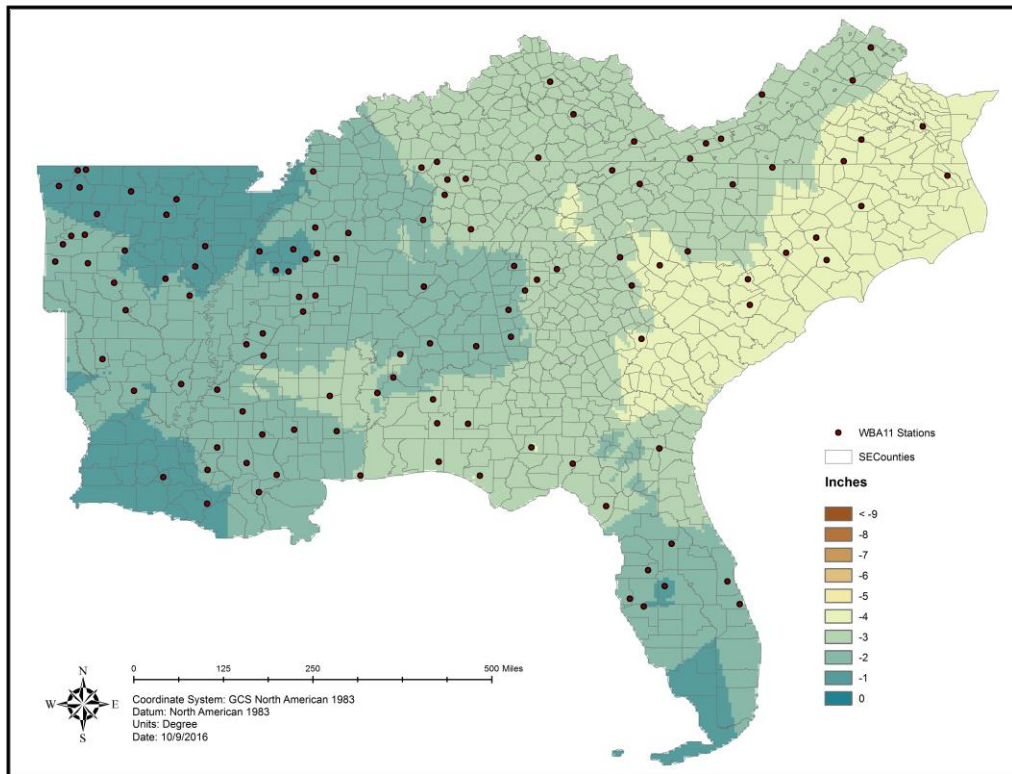 WBA11 Stations
SECounties
Inches
< -9
-8
-7
-6
-5
-4
-3
-2
-1
0
0 125 250 500 Miles
N
W E
S
Coordinate System: GCS North American 1983
Datum: North American 1983
Units: Degree
Date: 10/9/2016